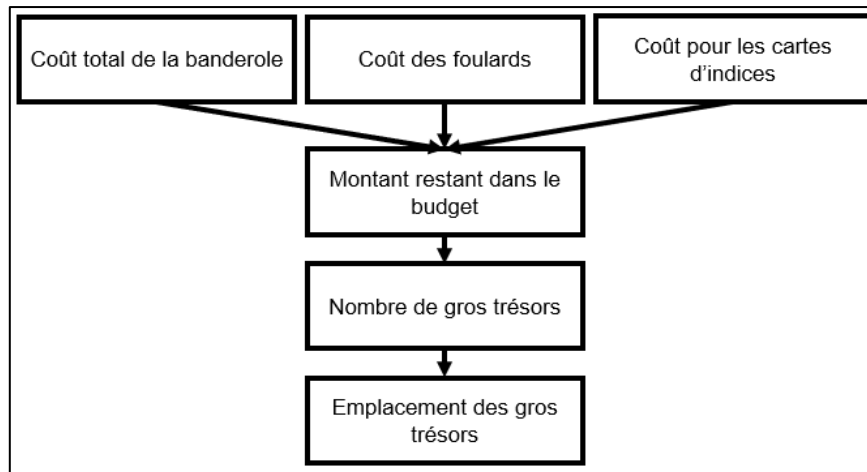 Coût total de la banderole
Coût des foulards
Coût pour les cartes
d’indices
Montant restant dans le
budget
Nombre de gros trésors
Emplacement des gros
trésors